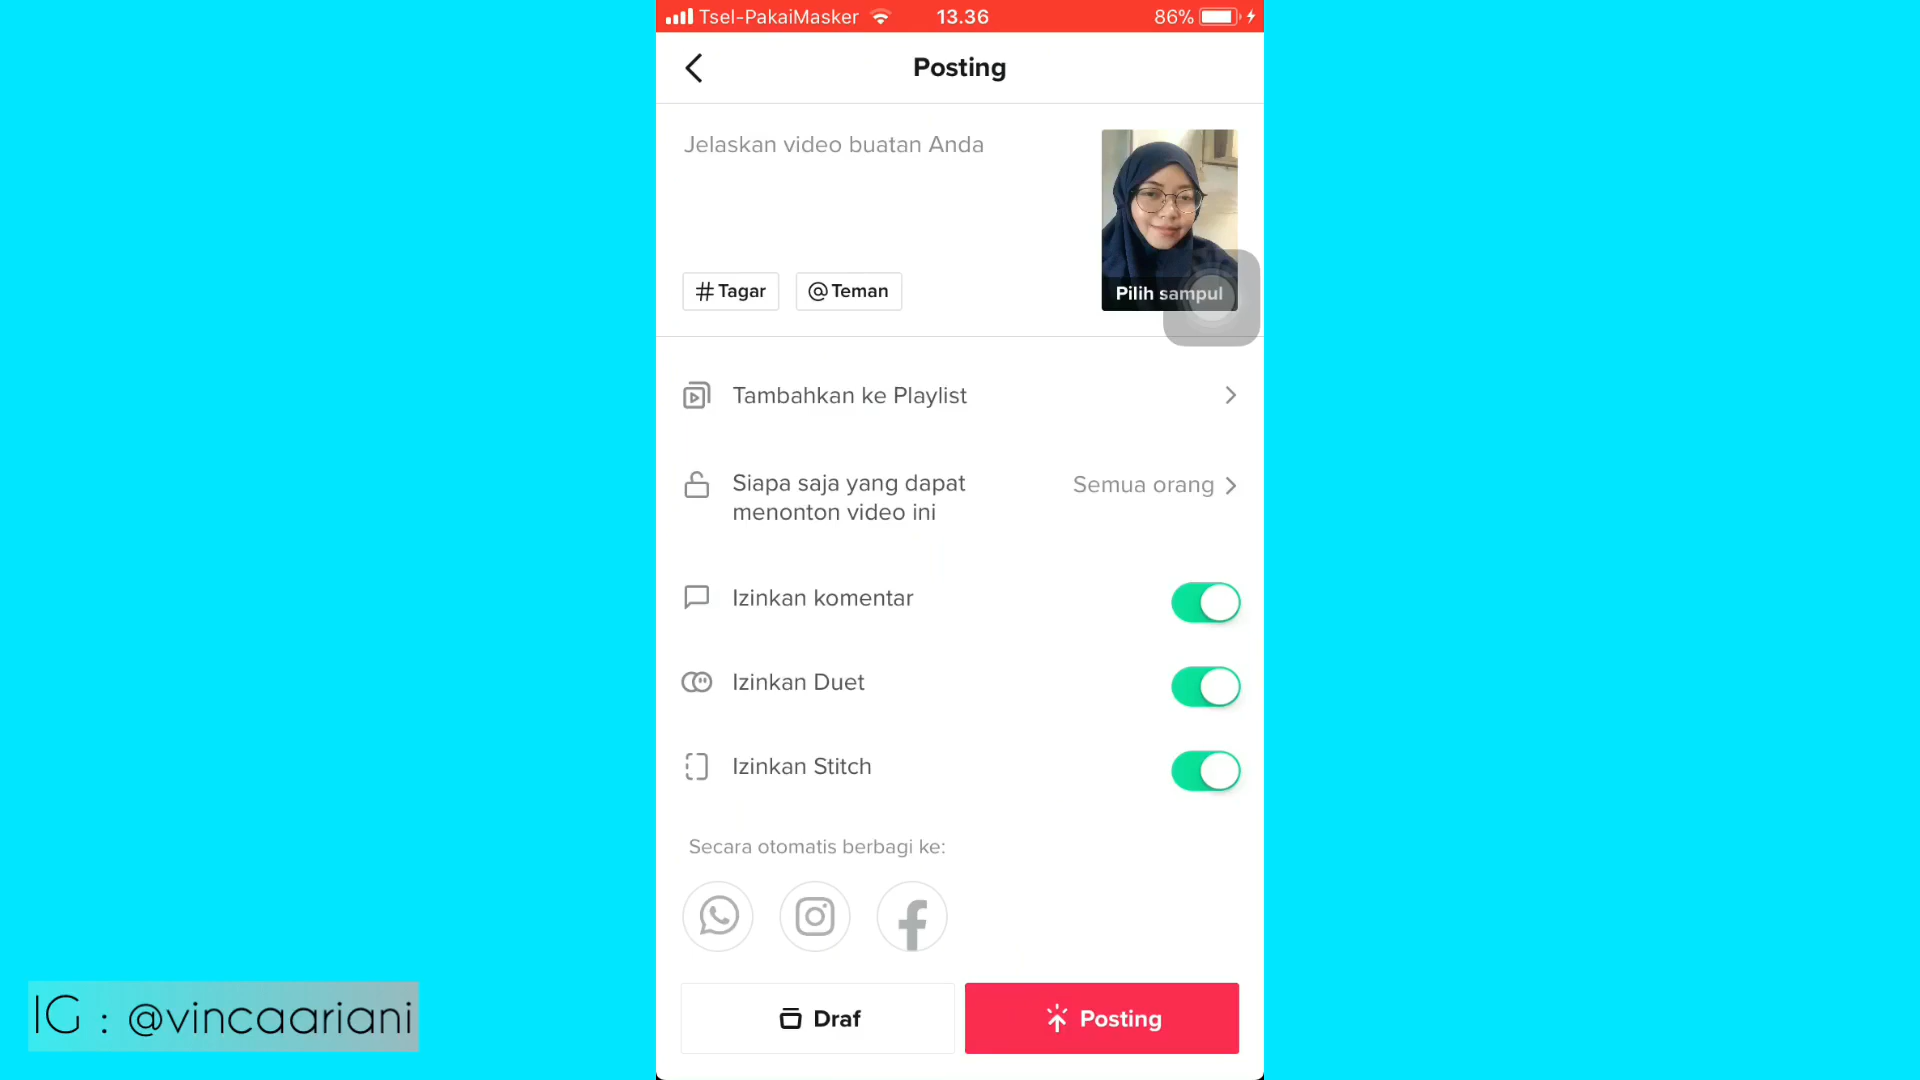 Tsel-PakaiMasker 13.36 86%
Posting
Jelaskan video buatan Anda
#Tagar @Teman
Pilih sampul
Tambahkan ke Playlist
Siapa saja yang dapat
menonton video ini
Semua orang
Izinkan komentar
Izinkan Duet
Izinkan Stitch
Secara otomatis berbagi ke:
Draf Posting
IG : @vincaariani